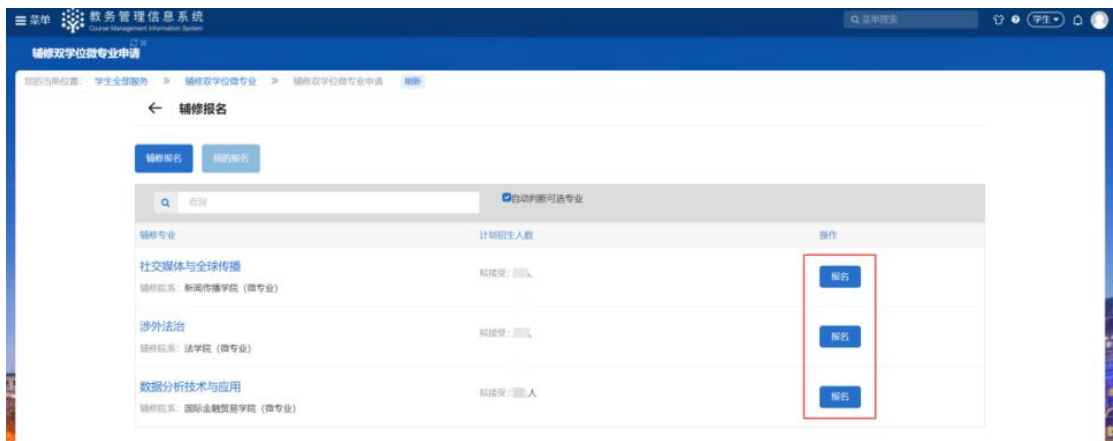 菜单 教务管理信息系统
Course Management Information System
菜单搜索
学生
辅修双学位微专业申请
您的当前位置： 学生全部服务 》 辅修双学位微专业 》 辅修双学位微专业申请 刷新
← 辅修报名
辅修报名 我的报名
查询 自动判断可选专业
辅修专业 计划招生人数 操作
社交媒体与全球传播
拟接受： 报名
辅修院系：新闻传播学院（微专业）
涉外法治
拟接受： 报名
辅修院系：法学院（微专业）
数据分析技术与应用
拟接受： 人 报名
辅修院系：国际金融贸易学院（微专业）